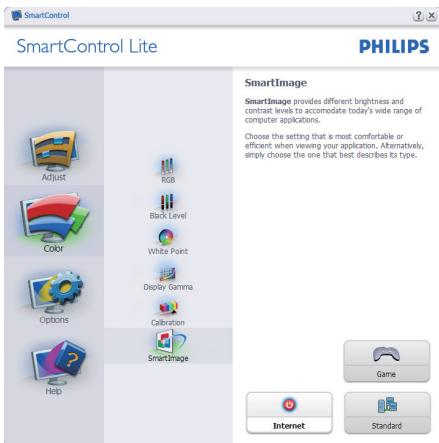 SmartControl
SmartControl Lite
PHILIPS
Adjust
Color
Options
Help
RGB
Black Level
White Point
Display Gamma
Calibration
SmartImage
SmartImage
SmartImage provides different brightness and
contrast levels to accomodate today's wide range of
computer applications.
Choose the setting that is most comfortable or
efficient when viewing your application. Alternatively,
simply choose the one that best describes its type.
Game
Internet
Standard